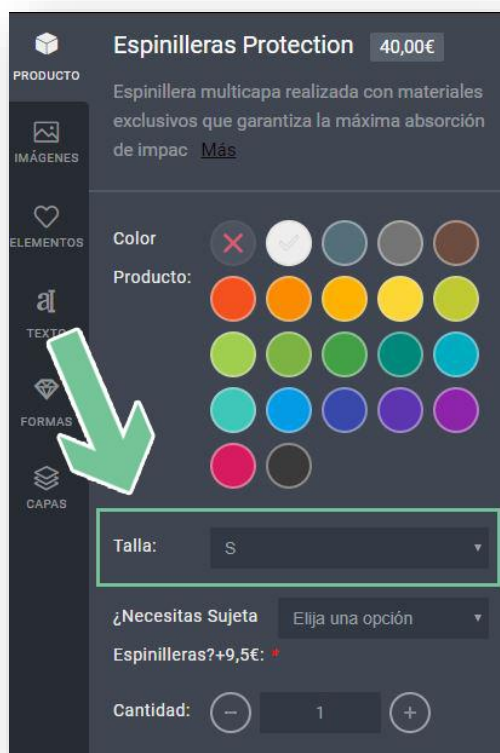 Espinilleras Protection 40,00€
PRODUCTO
Espinillera multicapa realizada con materiales
exclusivos que garantiza la máxima absorción
de impac Más
IMÁGENES
ELEMENTOS
Color
Producto:
aI
TEXTO
FORMAS
CAPAS
Talla: S
¿Necesitas Sujeta Elija una opción
Espinilleras?+9,5€: *
Cantidad: − 1 +